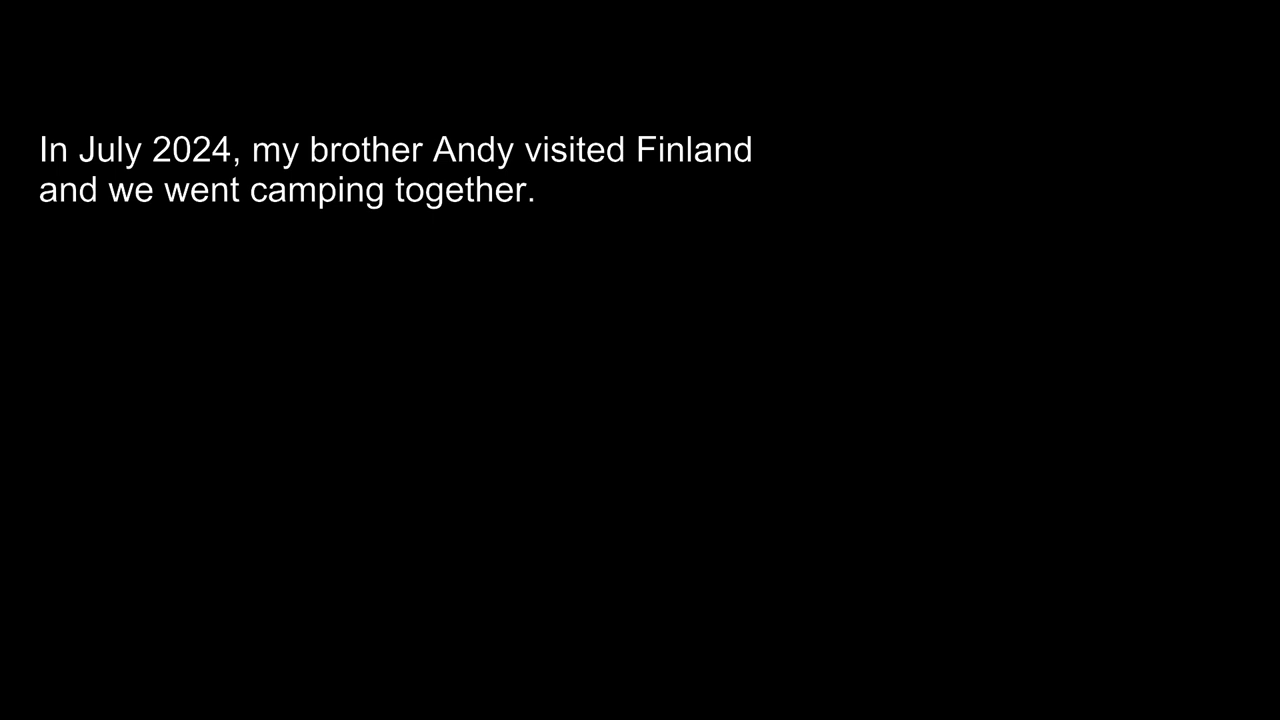 In July 2024, my brother Andy visited Finland
and we went camping together.